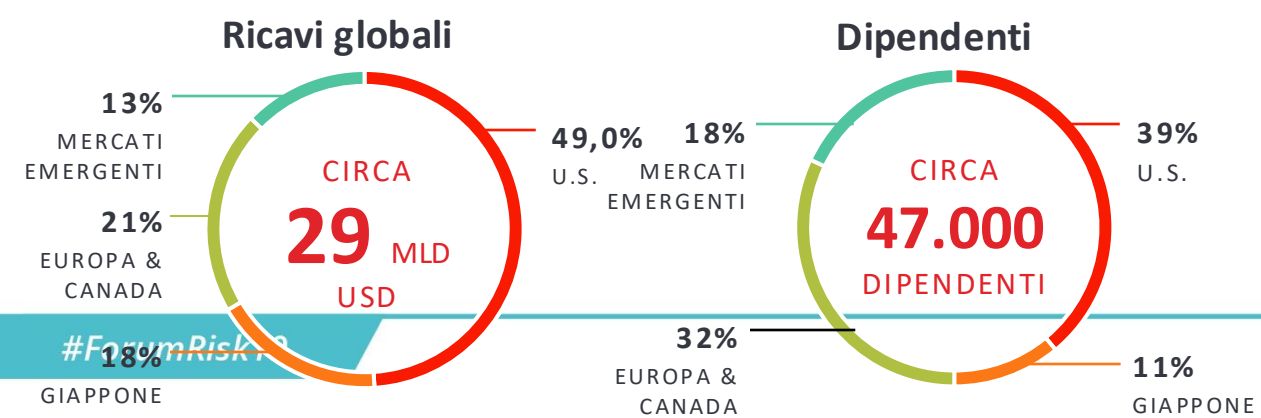 Ricavi globali
13%
MERCATI
EMERGENTI
21%
EUROPA &
CANADA
#ForumRisk19
18%
GIAPPONE
CIRCA
29 MLD
USD
49,0%
U.S.
Dipendenti
18%
MERCATI
EMERGENTI
32%
EUROPA &
CANADA
CIRCA
47.000
DIPENDENTI
39%
U.S.
11%
GIAPPONE